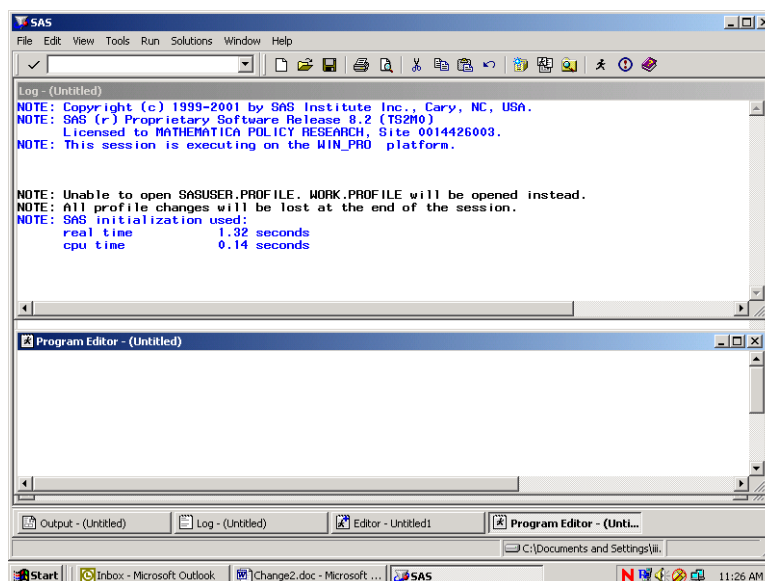 SAS
File Edit View Tools Run Solutions Window Help
Log - (Untitled)
NOTE: Copyright (c) 1999-2001 by SAS Institute Inc., Cary, NC, USA.
NOTE: SAS (r) Proprietary Software Release 8.2 (TS2M0)
Licensed to MATHEMATICA POLICY RESEARCH, Site 0014426003.
NOTE: This session is executing on the WIN_PRO platform.
NOTE: Unable to open SASUSER.PROFILE. WORK.PROFILE will be opened instead.
NOTE: All profile changes will be lost at the end of the session.
NOTE: SAS initialization used:
real time 1.32 seconds
cpu time 0.14 seconds
Program Editor - (Untitled)
Output - (Untitled) Log - (Untitled) Editor - Untitled1 Program Editor - (Unti...
C:\Documents and Settings\iii.
Start Inbox - Microsoft Outlook Change2.doc - Microsoft ... SAS N 11:26 AM